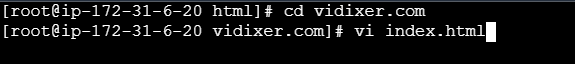 [root@ip-172-31-6-20 html]# cd vidixer.com
[root@ip-172-31-6-20 vidixer.com]# vi index.html